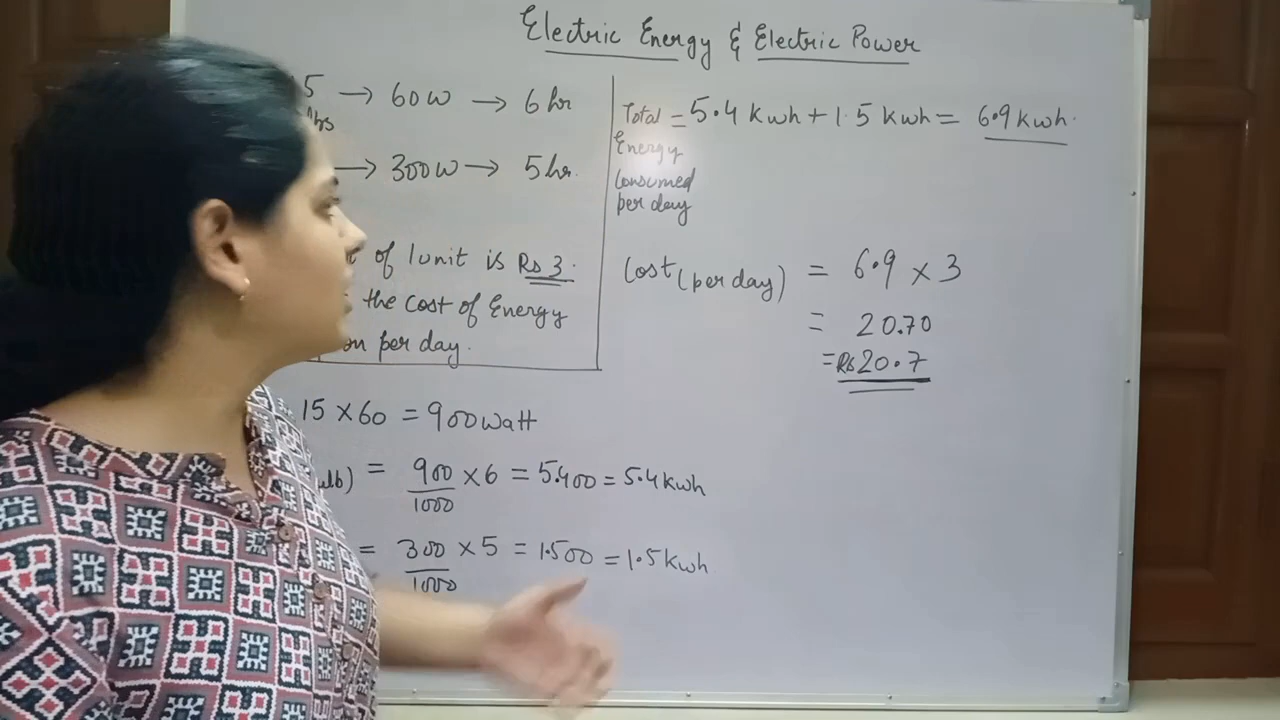 Electric Energy & Electric Power
5 → 60W → 6 hr
→ 300W → 5 hr.
of 1 unit is Rs 3.
the cost of Energy
on per day.
15 × 60 = 900 watt
= 900/1000 × 6 = 5.400 = 5.4 kwh
= 300/1000 × 5 = 1.500 = 1.5 kwh
Total = 5.4 kwh + 1.5 kwh = 6.9 kwh.
Energy
Consumed
per day
Cost (per day) = 6.9 × 3
= 20.70
= Rs 20.7